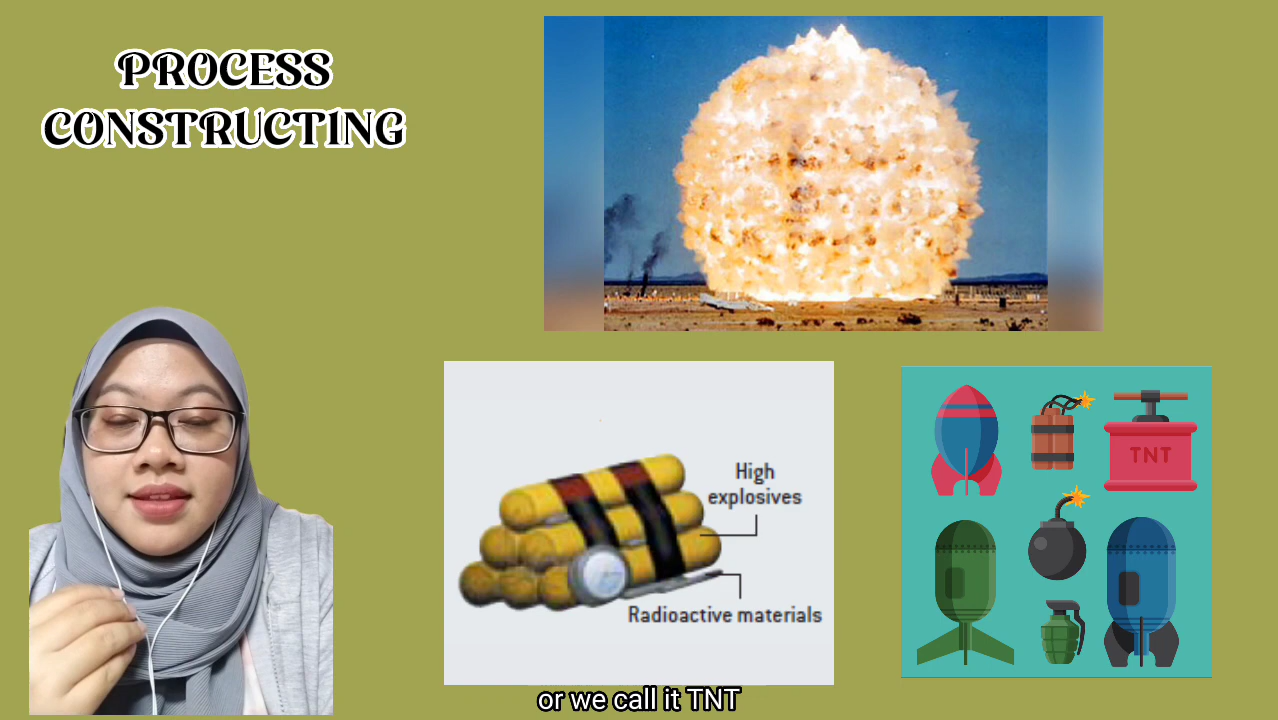 PROCESS
CONSTRUCTING
High
explosives
Radioactive materials
TNT
or we call it TNT